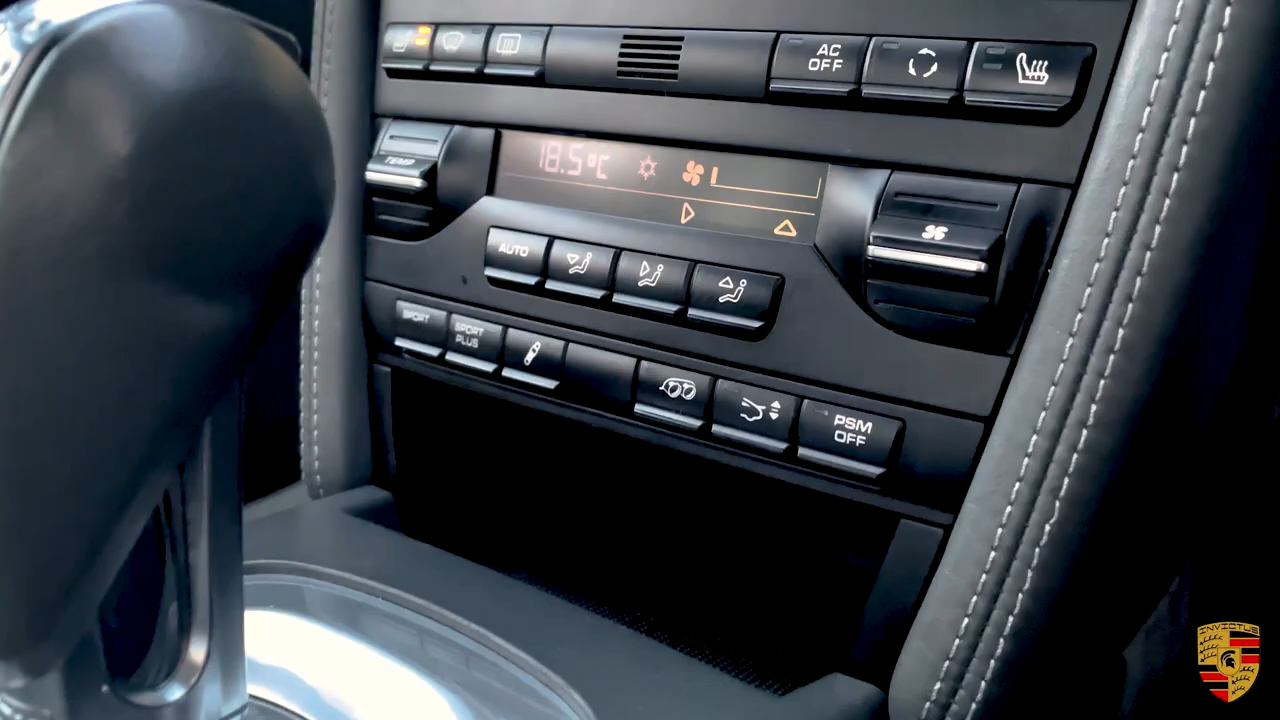 AC
OFF
TEMP
18.5°C
AUTO
SPORT
SPORT
PLUS
PSM
OFF
INVICTUS